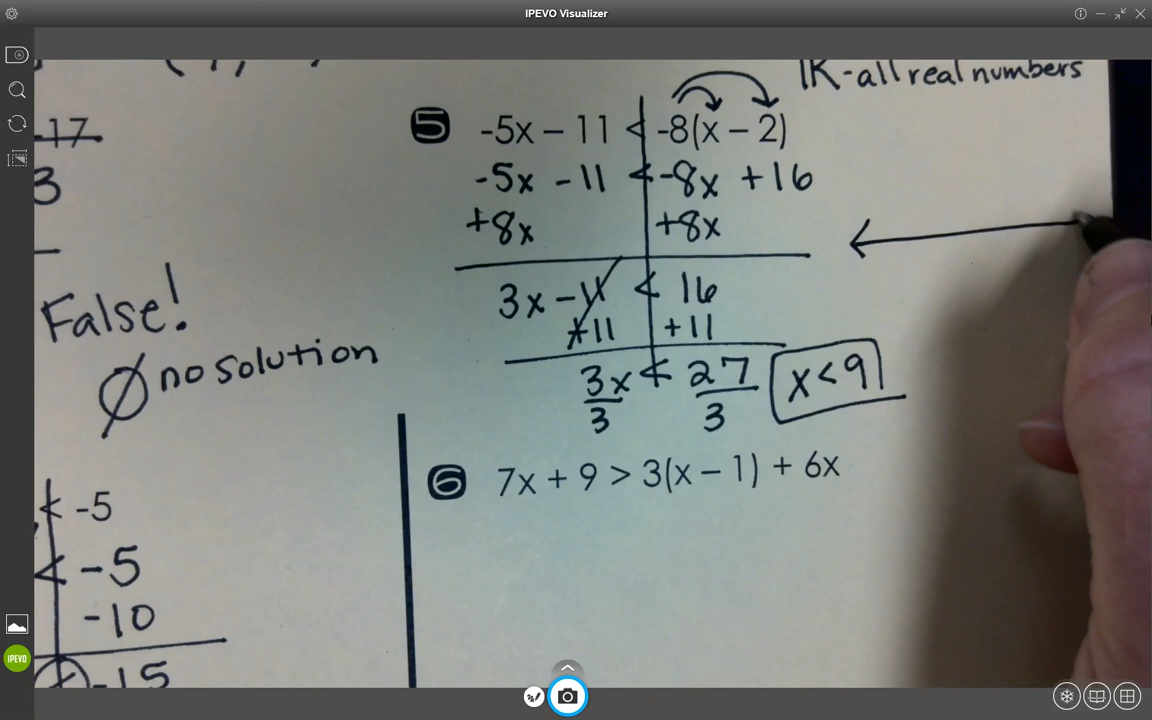 IPEVO Visualizer
IR - all real numbers
-17
3
False!
∅ no solution
< -5
< -5
-10
-15
5 -5x – 11 < -8(x – 2)
-5x - 11 < -8x + 16
+8x +8x
3x - 11 < 16
+11 +11
3x < 27
3 3
x < 9
6 7x + 9 > 3(x – 1) + 6x
IPEVO